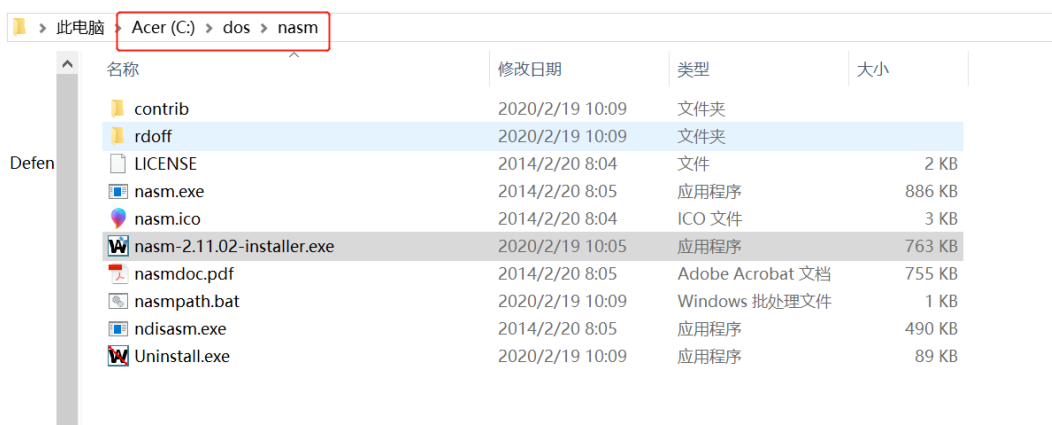 此电脑 > Acer (C:) > dos > nasm
名称 修改日期 类型 大小
contrib 2020/2/19 10:09 文件夹
rdoff 2020/2/19 10:09 文件夹
Defen LICENSE 2014/2/20 8:04 文件 2 KB
nasm.exe 2014/2/20 8:05 应用程序 886 KB
nasm.ico 2014/2/20 8:04 ICO 文件 3 KB
nasm-2.11.02-installer.exe 2020/2/19 10:05 应用程序 763 KB
nasmdoc.pdf 2014/2/20 8:05 Adobe Acrobat 文档 755 KB
nasmpath.bat 2020/2/19 10:09 Windows 批处理文件 1 KB
ndisasm.exe 2014/2/20 8:05 应用程序 490 KB
Uninstall.exe 2020/2/19 10:09 应用程序 89 KB